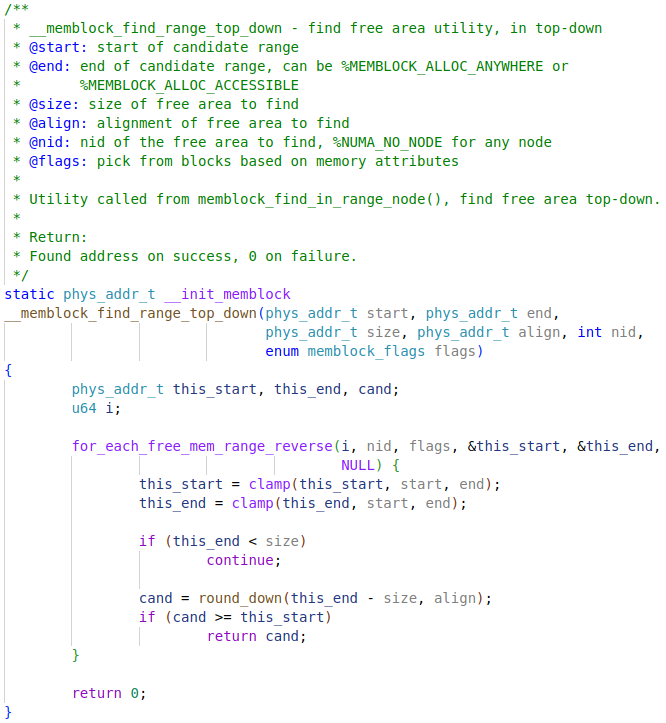 /**
 * __memblock_find_range_top_down - find free area utility, in top-down
 * @start: start of candidate range
 * @end: end of candidate range, can be %MEMBLOCK_ALLOC_ANYWHERE or
 *       %MEMBLOCK_ALLOC_ACCESSIBLE
 * @size: size of free area to find
 * @align: alignment of free area to find
 * @nid: nid of the free area to find, %NUMA_NO_NODE for any node
 * @flags: pick from blocks based on memory attributes
 *
 * Utility called from memblock_find_in_range_node(), find free area top-down.
 *
 * Return:
 * Found address on success, 0 on failure.
 */
static phys_addr_t __init_memblock
__memblock_find_range_top_down(phys_addr_t start, phys_addr_t end,
                               phys_addr_t size, phys_addr_t align, int nid,
                               enum memblock_flags flags)
{
        phys_addr_t this_start, this_end, cand;
        u64 i;

        for_each_free_mem_range_reverse(i, nid, flags, &this_start, &this_end,
                                        NULL) {
                this_start = clamp(this_start, start, end);
                this_end = clamp(this_end, start, end);

                if (this_end < size)
                        continue;

                cand = round_down(this_end - size, align);
                if (cand >= this_start)
                        return cand;
        }

        return 0;
}